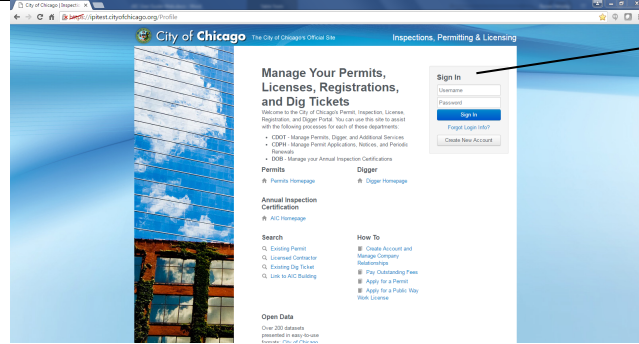 City of Chicago | Inspectio
https://ipitest.cityofchicago.org/Profile
City of Chicago The City of Chicago's Official Site
Inspections, Permitting & Licensing
Manage Your Permits,
Licenses, Registrations,
and Dig Tickets
Welcome to the City of Chicago's Permit, Inspection, License,
Registration, and Digger Portal. You can use this site to assist
with the following processes for each of these departments:
• CDOT - Manage Permits, Digger, and Additional Services
• CDPH - Manage Permit Applications, Notices, and Periodic
Renewals
• DOB - Manage your Annual Inspection Certifications
Sign In
Username
Password
Sign In
Forgot Login Info?
Create New Account
Permits
Permits Homepage
Digger
Digger Homepage
Annual Inspection
Certification
AIC Homepage
Search
Existing Permit
Licensed Contractor
Existing Dig Ticket
Link to AIC Building
How To
Create Account and
Manage Company
Relationships
Pay Outstanding Fees
Apply for a Permit
Apply for a Public Way
Work License
Open Data
Over 200 datasets
presented in easy-to-use
formats. City of Chicago